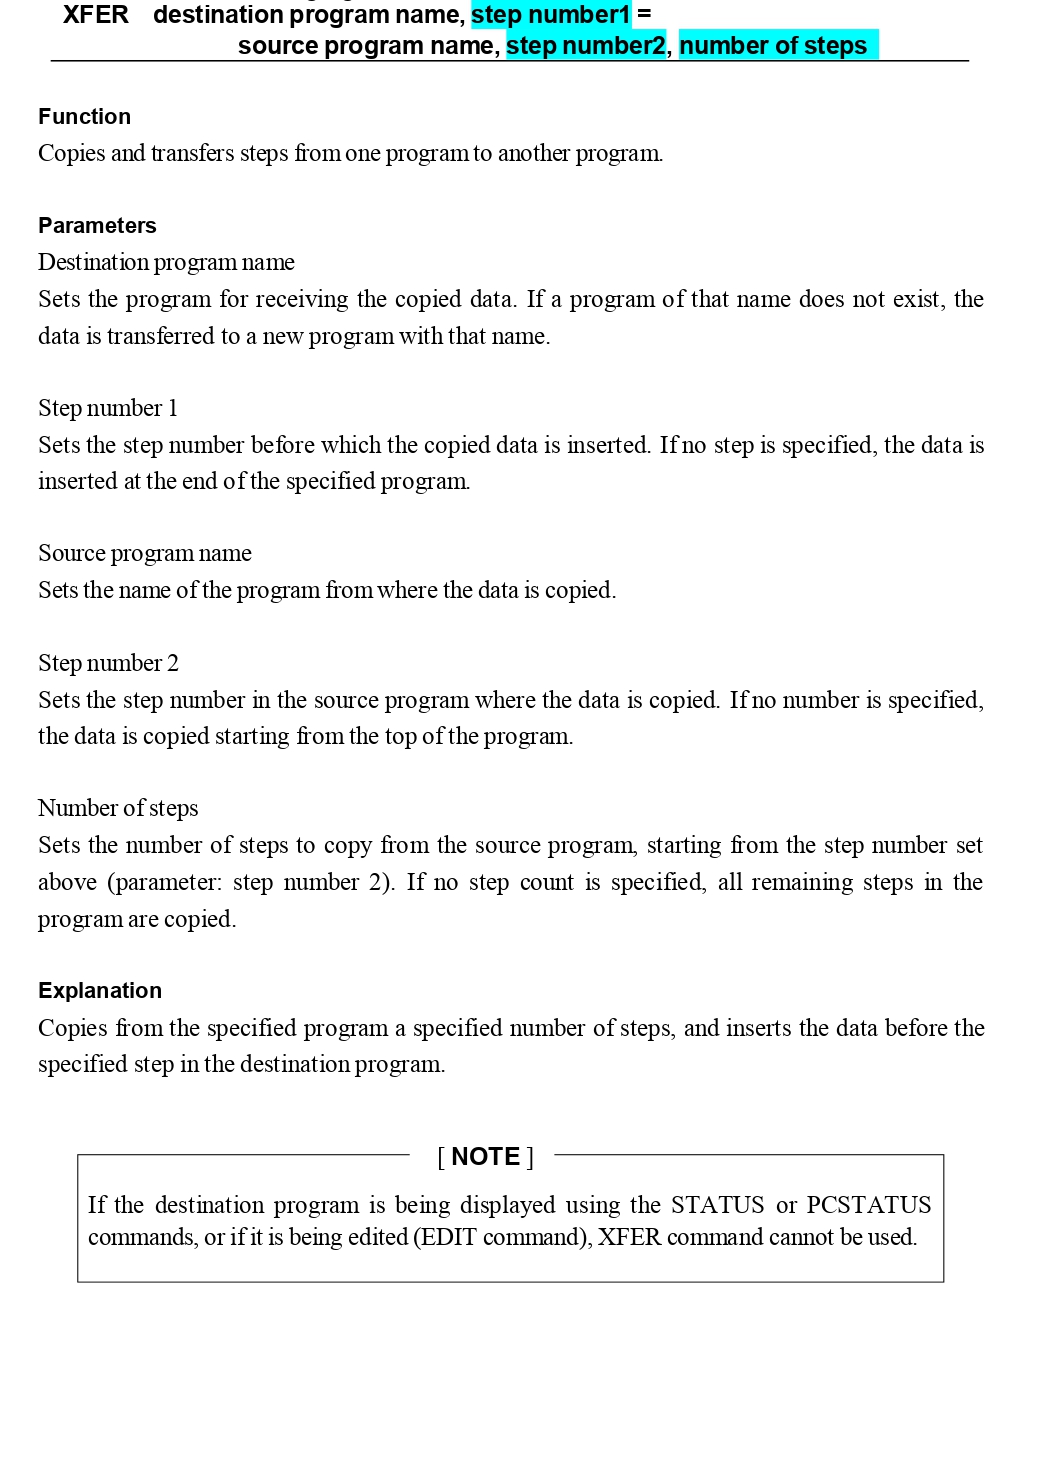 XFER destination program name, step number1 =
source program name, step number2, number of steps
Function
Copies and transfers steps from one program to another program.
Parameters
Destination program name
Sets the program for receiving the copied data. If a program of that name does not exist, the
data is transferred to a new program with that name.
Step number 1
Sets the step number before which the copied data is inserted. If no step is specified, the data is
inserted at the end of the specified program.
Source program name
Sets the name of the program from where the data is copied.
Step number 2
Sets the step number in the source program where the data is copied. If no number is specified,
the data is copied starting from the top of the program.
Number of steps
Sets the number of steps to copy from the source program, starting from the step number set
above (parameter: step number 2). If no step count is specified, all remaining steps in the
program are copied.
Explanation
Copies from the specified program a specified number of steps, and inserts the data before the
specified step in the destination program.
[ NOTE ]
If the destination program is being displayed using the STATUS or PCSTATUS
commands, or if it is being edited (EDIT command), XFER command cannot be used.